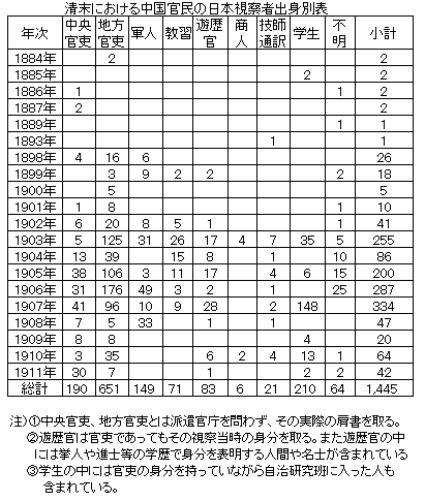 清末における中国官民の日本視察者出身別表
年次 中央官吏 地方官吏 軍人 教習 遊歴官 商人 技師通訳 学生 不明 小計
1884年 2 2
1885年 2 2
1886年 1 1 2
1887年 2 2
1889年 1 1
1893年 1 1
1898年 4 16 6 26
1899年 3 9 2 2 2 18
1900年 5 5
1901年 1 8 1 10
1902年 6 20 8 5 1 1 41
1903年 5 125 31 26 17 4 7 35 5 255
1904年 13 39 15 8 1 10 86
1905年 38 106 3 11 17 4 6 15 200
1906年 31 176 49 3 2 1 25 287
1907年 41 96 10 9 28 2 148 334
1908年 7 5 33 1 1 47
1909年 8 8 4 20
1910年 3 35 6 2 4 13 1 64
1911年 30 7 1 2 2 42
総計 190 651 149 71 83 6 21 210 64 1,445
注)①中央官吏、地方官吏とは派遣官庁を問わず、その実際の肩書を取る。
②遊歴官は官吏であってもその視察当時の身分を取る。また遊歴官の中
には挙人や進士等の学歴で身分を表明する人間や名士が含まれている
③学生の中には官吏の身分を持っていながら自治研究班に入った人も
含まれている。